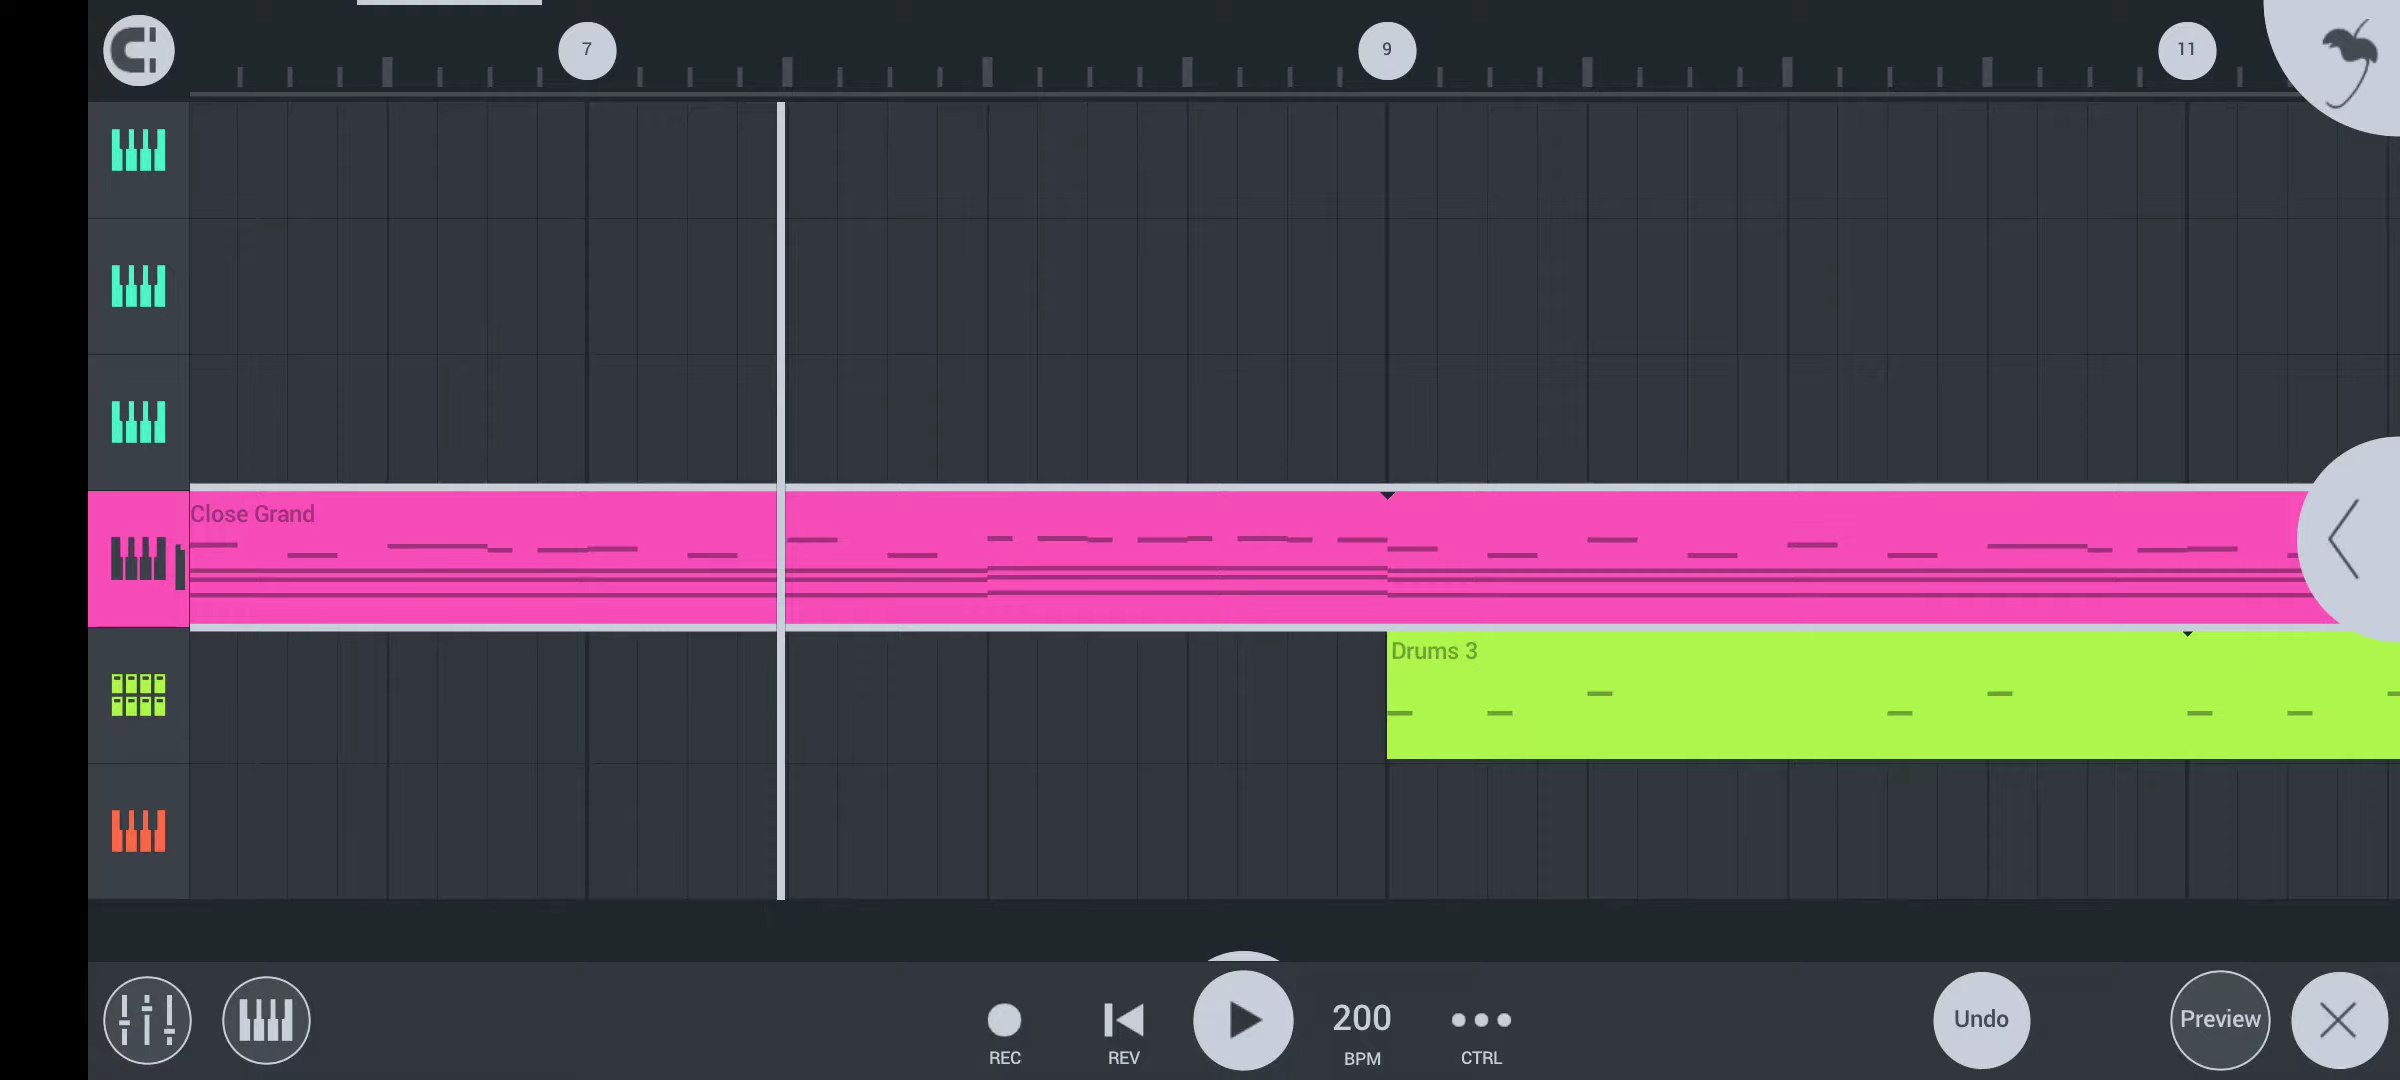 7
9
11
Close Grand
Drums 3
200
Undo
Preview
REC
REV
BPM
CTRL